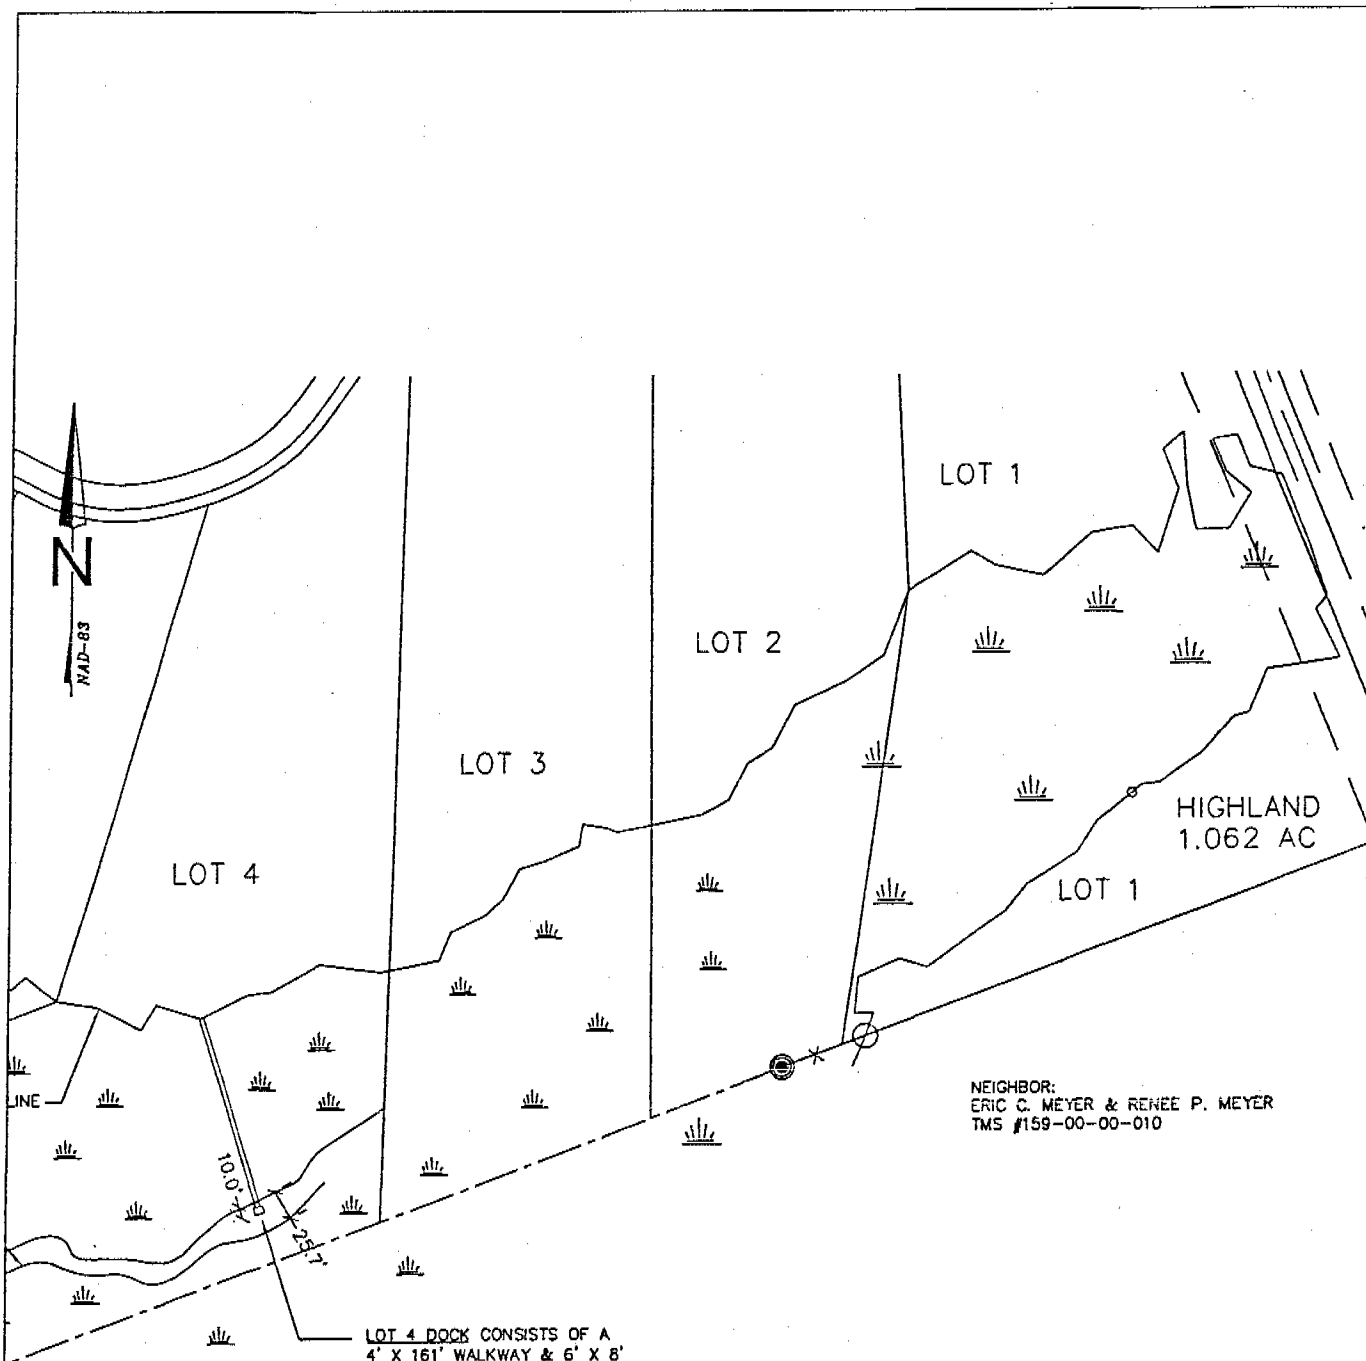 LOT 1
N
NAD-83
LOT 2
LOT 3
HIGHLAND
1.062 AC
LOT 4
LOT 1
LINE
NEIGHBOR:
ERIC C. MEYER & RENEE P. MEYER
TMS #159-00-00-010
10.0'
25.7'
LOT 4 DOCK CONSISTS OF A
4' X 161' WALKWAY & 6' X 8'